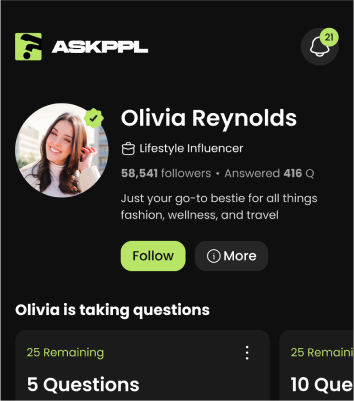 ASKPPL
21
Olivia Reynolds
Lifestyle Influencer
58,541 followers • Answered 416 Q
Just your go-to bestie for all things
fashion, wellness, and travel
Follow
More
Olivia is taking questions
25 Remaining
25 Remaini
5 Questions
10 Que